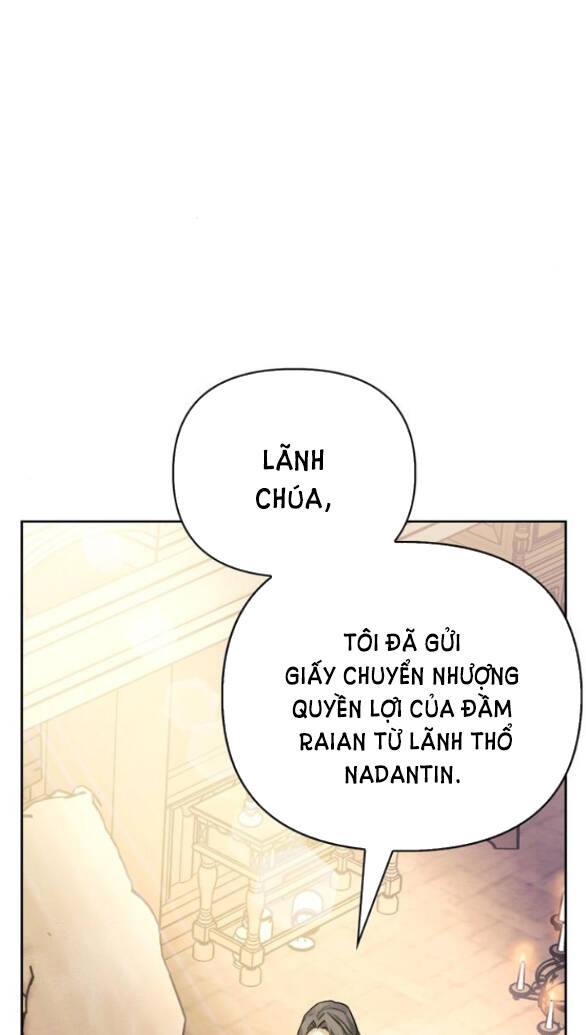 LÃNH
CHÚA,
TÔI ĐÃ GỬI
GIẤY CHUYỂN NHƯỢNG
QUYỀN LỢI CỦA ĐẦM
RAIAN TỪ LÃNH THỔ
NADANTIN.